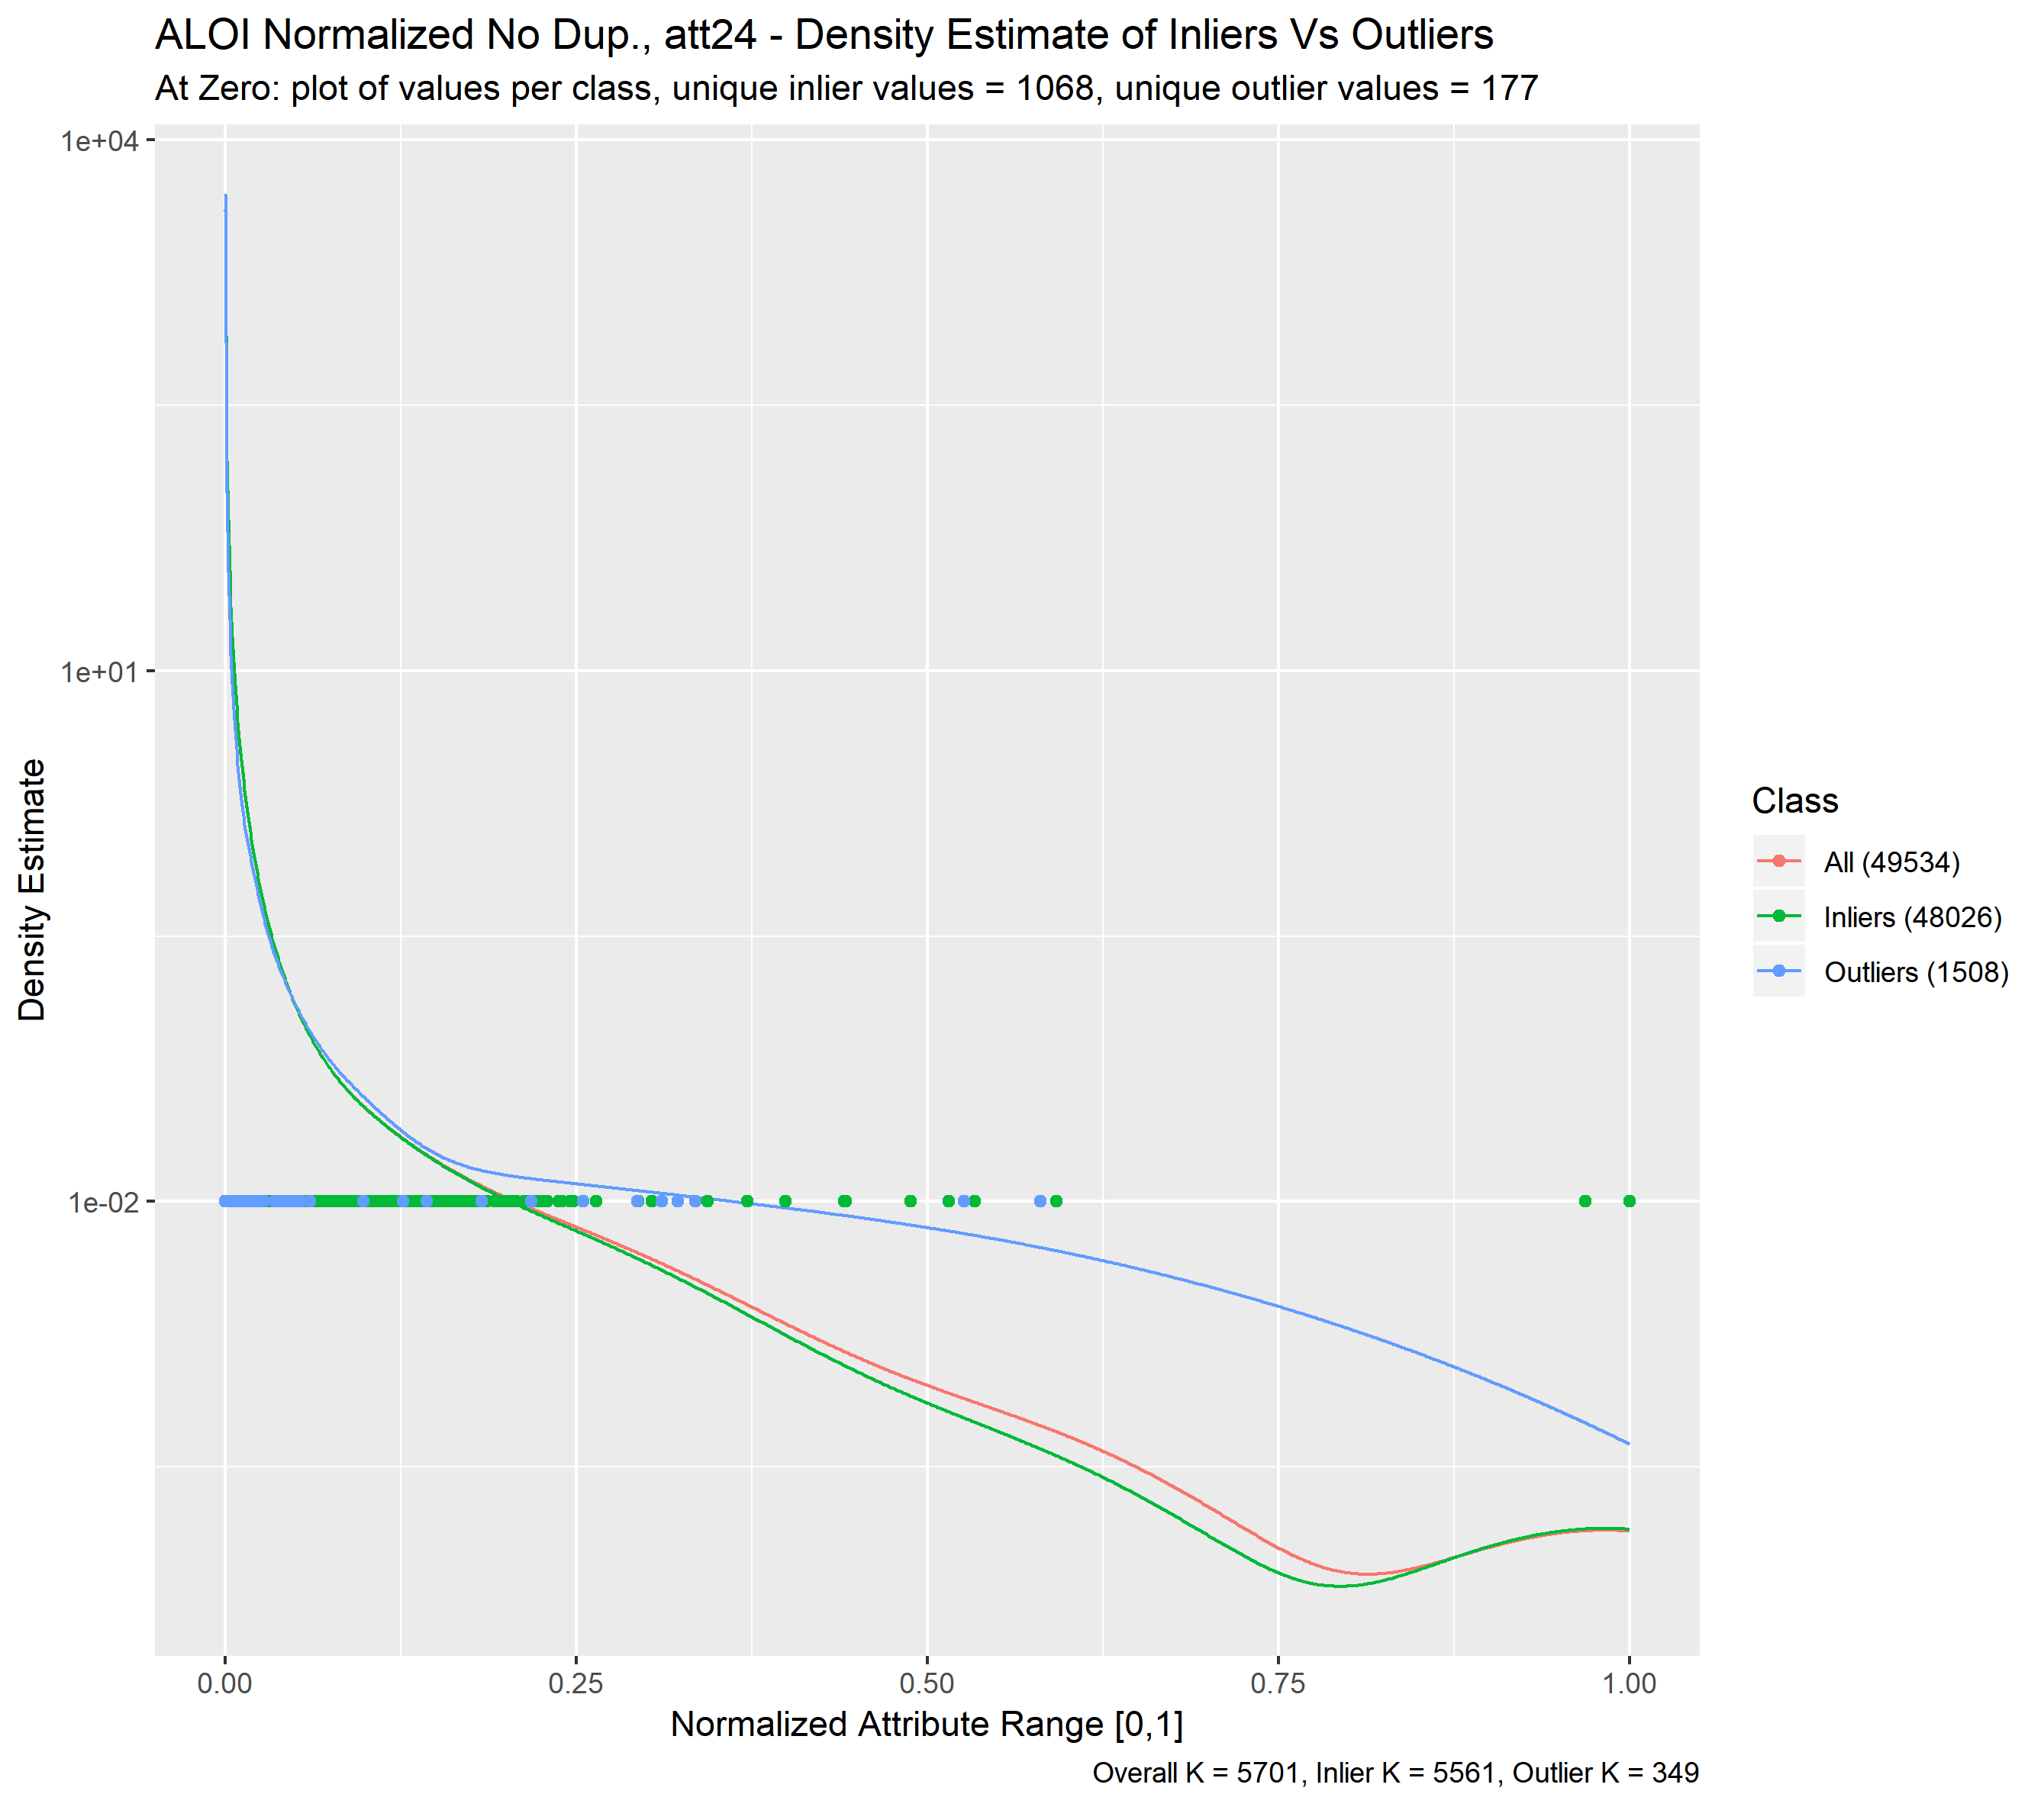 ALOI Normalized No Dup., att24 - Density Estimate of Inliers Vs Outliers
At Zero: plot of values per class, unique inlier values = 1068, unique outlier values = 177
1e+04
1e+01
1e-02
Density Estimate
0.00 0.25 0.50 0.75 1.00
Normalized Attribute Range [0,1]
Class
All (49534)
Inliers (48026)
Outliers (1508)
Overall K = 5701, Inlier K = 5561, Outlier K = 349